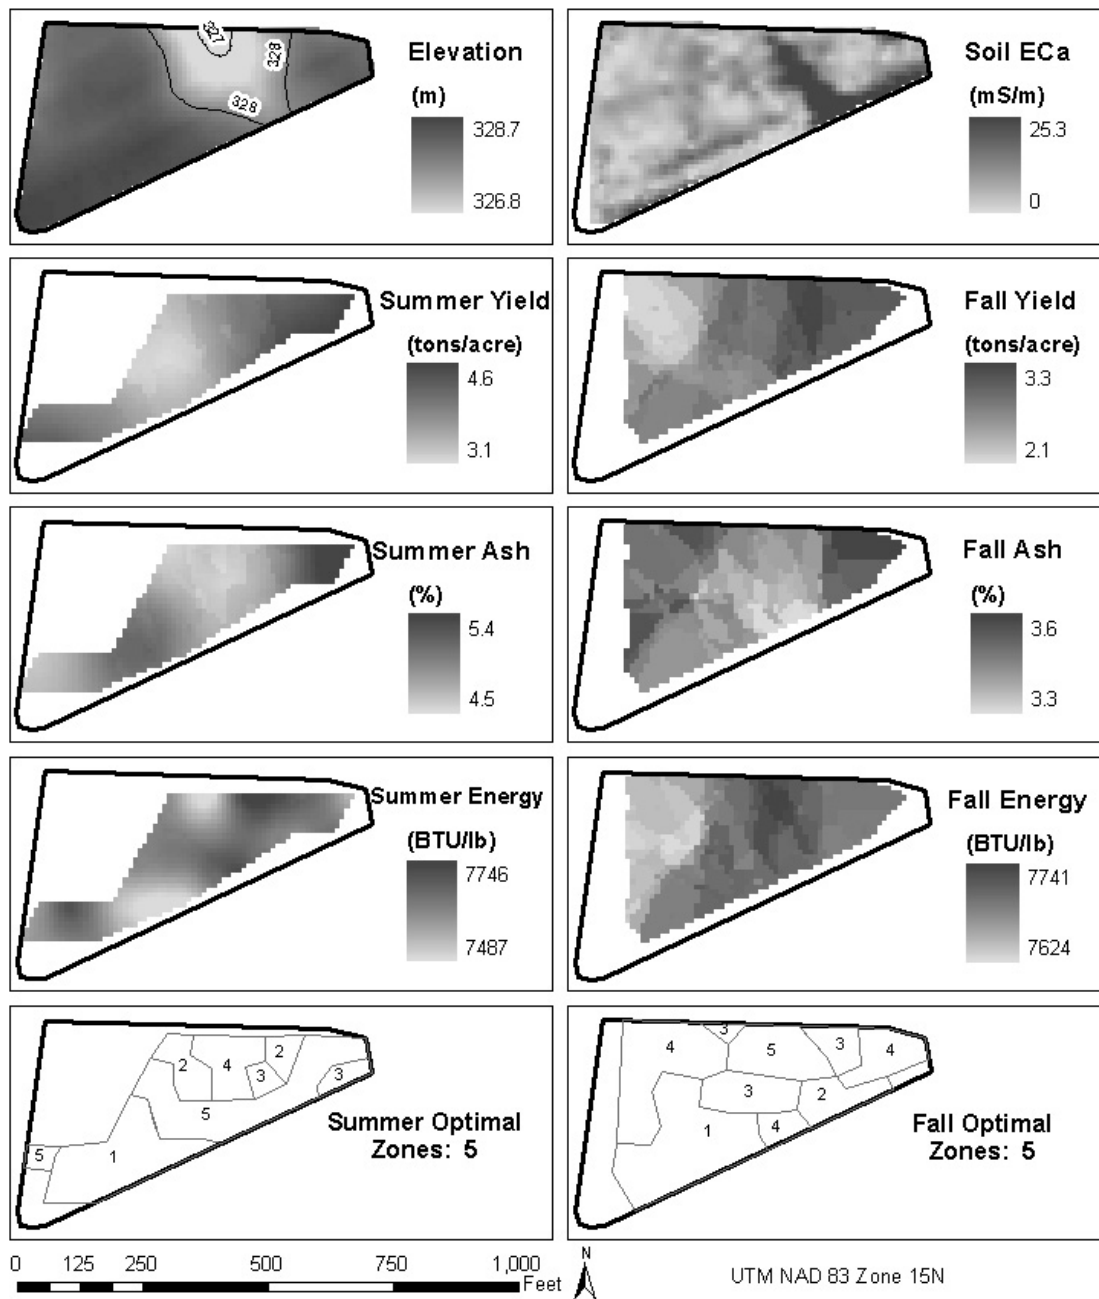 327
328
328
Elevation
(m)
328.7
326.8
Soil ECa
(mS/m)
25.3
0
Summer Yield
(tons/acre)
4.6
3.1
Fall Yield
(tons/acre)
3.3
2.1
Summer Ash
(%)
5.4
4.5
Fall Ash
(%)
3.6
3.3
Summer Energy
(BTU/lb)
7746
7487
Fall Energy
(BTU/lb)
7741
7624
2
4
2
3
3
5
5
1
Summer Optimal
Zones: 5
3
4
5
3
4
3
2
1
4
Fall Optimal
Zones: 5
0 125 250 500 750 1,000
Feet
N
UTM NAD 83 Zone 15N